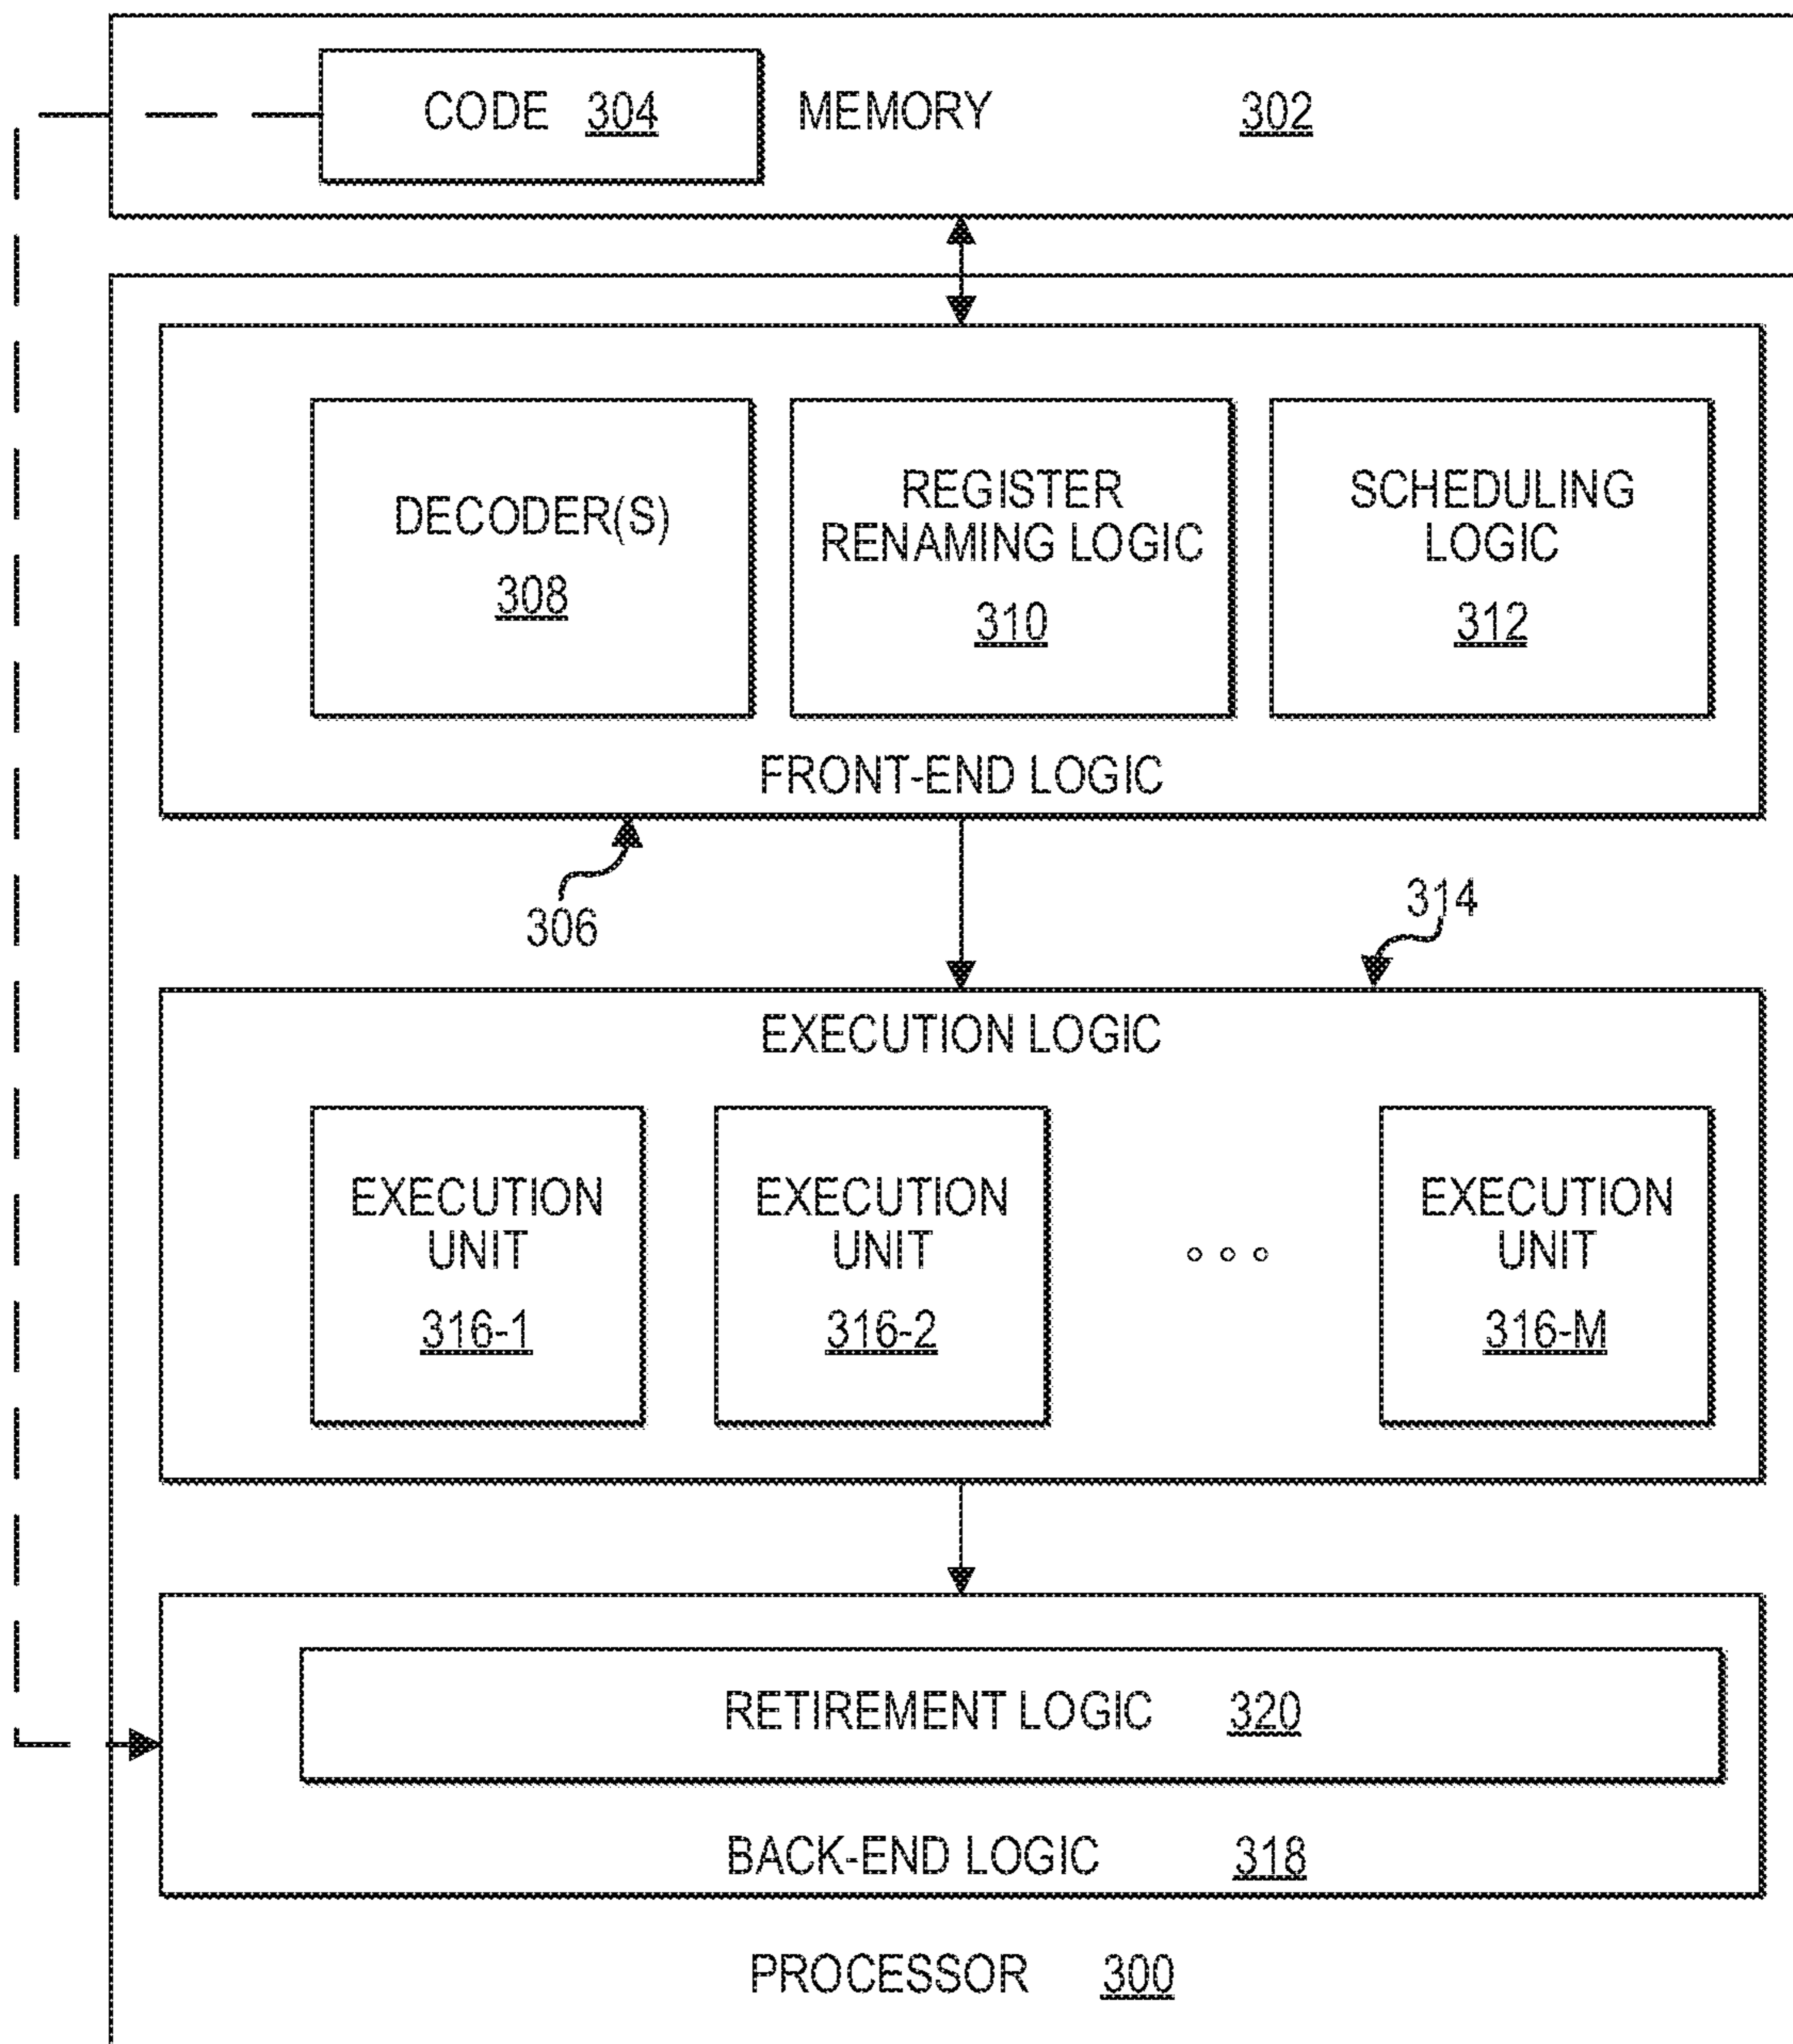 CODE 304 MEMORY 302
DECODER(S)
308
REGISTER
RENAMING LOGIC
310
SCHEDULING
LOGIC
312
FRONT-END LOGIC
306
314
EXECUTION LOGIC
EXECUTION
UNIT
316-1
EXECUTION
UNIT
316-2
EXECUTION
UNIT
316-M
RETIREMENT LOGIC 320
BACK-END LOGIC 318
PROCESSOR 300